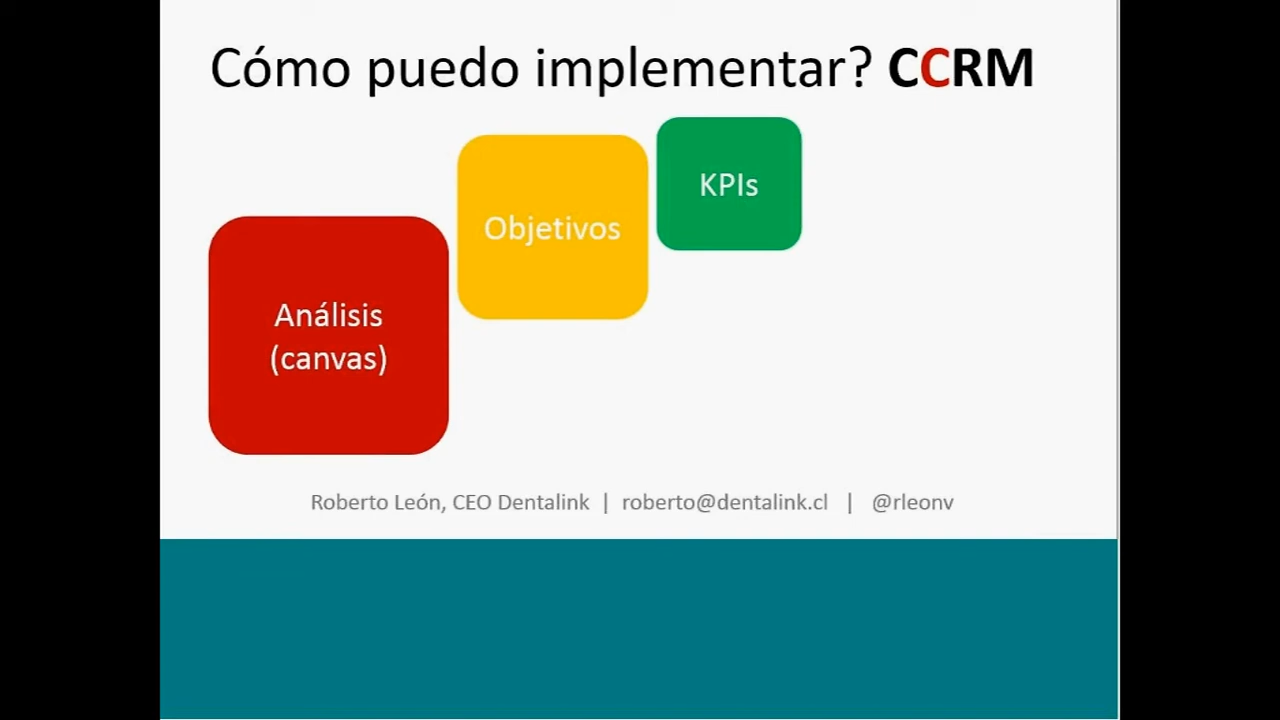 Cómo puedo implementar? CCRM
KPIs
Objetivos
Análisis
(canvas)
Roberto León, CEO Dentalink | roberto@dentalink.cl | @rleonv